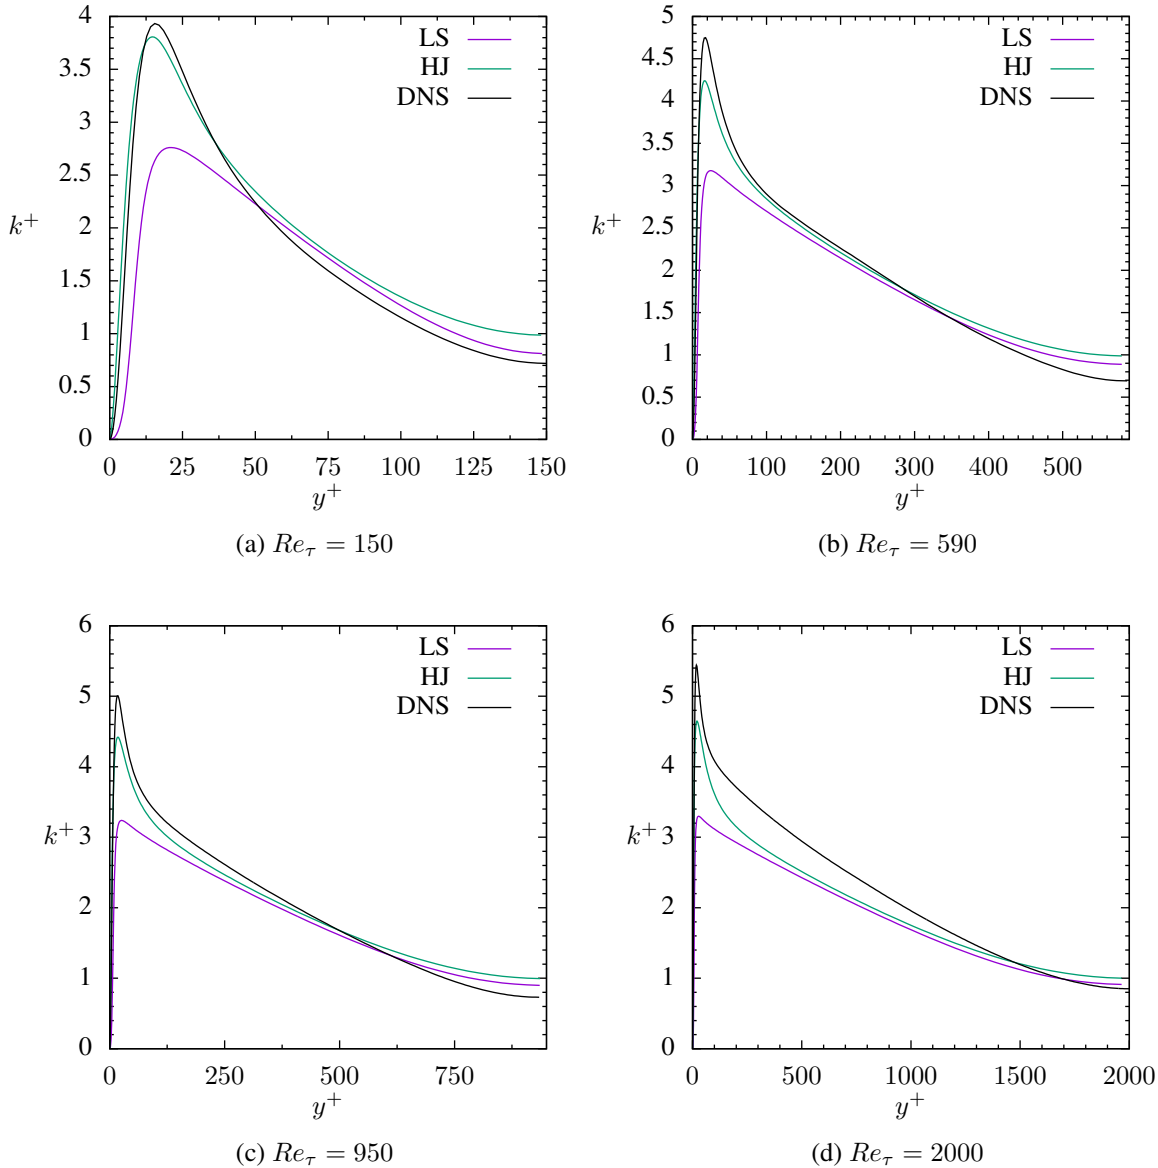 4
3.5
3
2.5
2
1.5
1
0.5
0
k⁺
LS
HJ
DNS
0 25 50 75 100 125 150
y⁺
(a) Re_τ = 150
5
4.5
4
3.5
3
2.5
2
1.5
1
0.5
0
k⁺
LS
HJ
DNS
0 100 200 300 400 500
y⁺
(b) Re_τ = 590
6
5
4
3
2
1
0
k⁺
LS
HJ
DNS
0 250 500 750
y⁺
(c) Re_τ = 950
6
5
4
3
2
1
0
k⁺
LS
HJ
DNS
0 500 1000 1500 2000
y⁺
(d) Re_τ = 2000